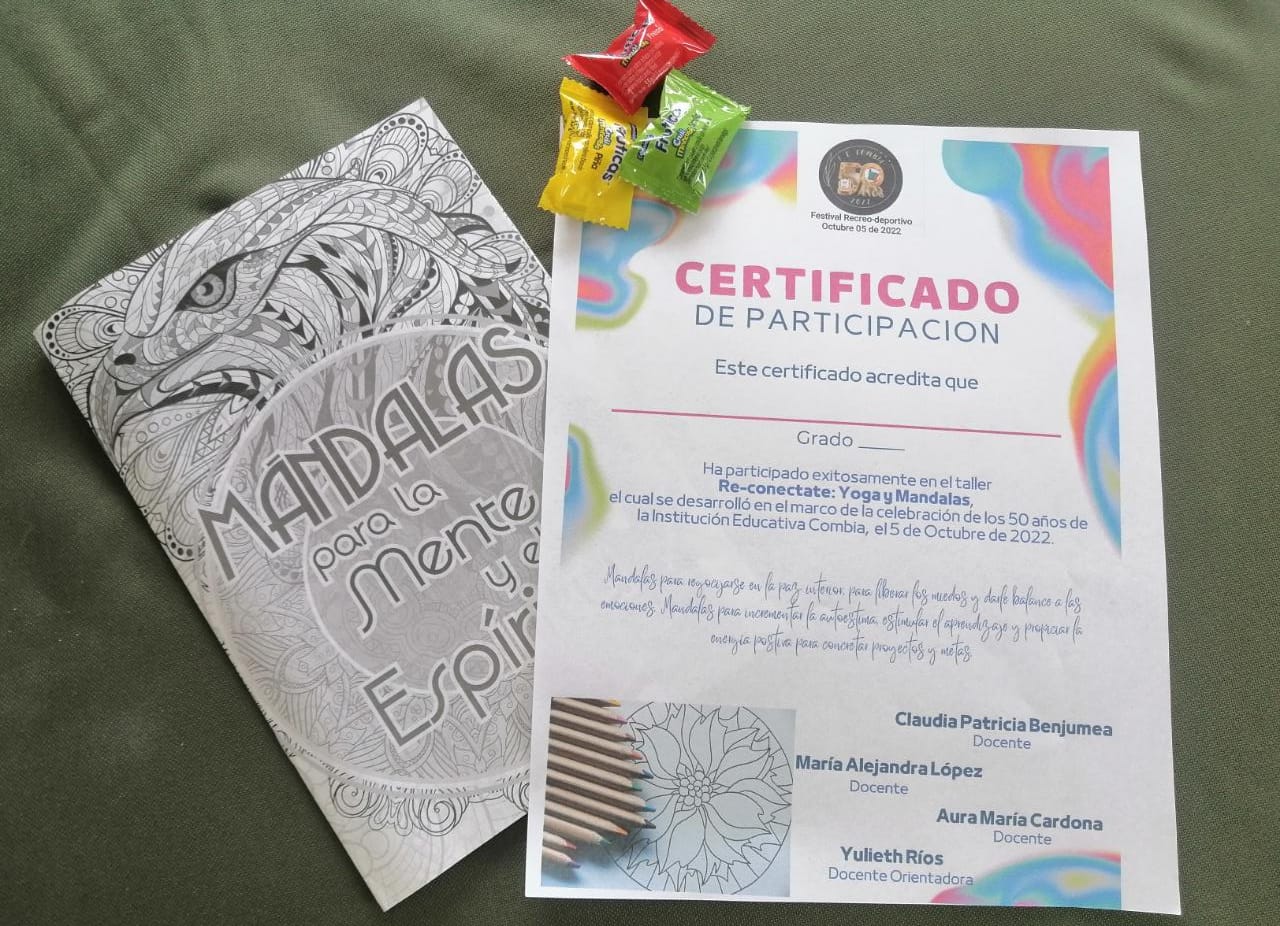 MÁNDALAS
para la
Mente
y e
Espíri
Fruticas
Piña
Festival Recreo-deportivo
Octubre 05 de 2022
CERTIFICADO
DE PARTICIPACION
Este certificado acredita que
Grado ____
Ha participado exitosamente en el taller
Re-conectate: Yoga y Mandalas,
el cual se desarrolló en el marco de la celebración de los 50 años de
la Institución Educativa Combia, el 5 de Octubre de 2022.
Mandalas para regocijarse en la paz interior, para liberar los miedos y darle balance a las
emociones. Mandalas para incrementar la autoestima, estimular el aprendizaje y propiciar la
energía postiva para concretar proyectos y metas.
Claudia Patricia Benjumea
Docente
María Alejandra López
Docente
Aura María Cardona
Docente
Yulieth Ríos
Docente Orientadora